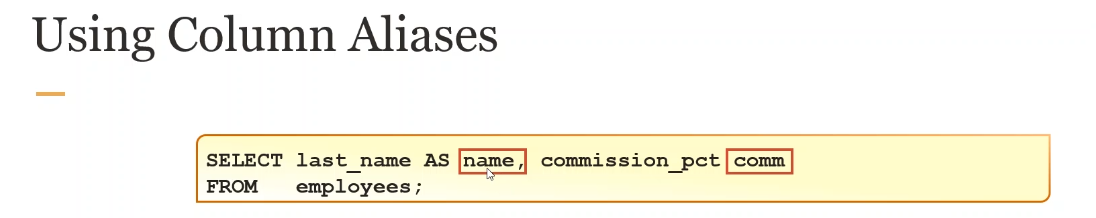 Using Column Aliases
SELECT last_name AS name, commission_pct comm
FROM employees;